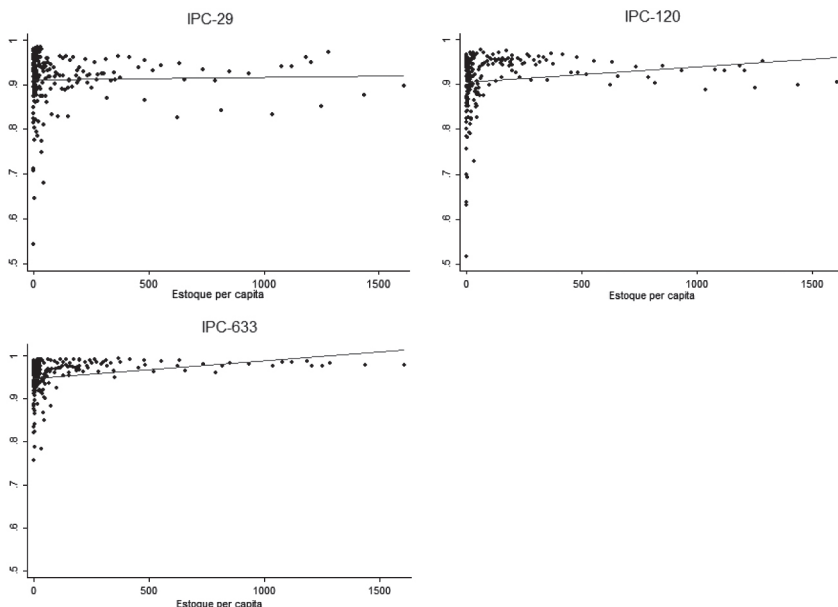 IPC-29
1
.9
.8
.7
.6
.5
0 500 1000 1500
Estoque per capita
IPC-120
1
.9
.8
.7
.6
.5
0 500 1000 1500
Estoque per capita
IPC-633
1
.9
.8
.7
.6
.5
0 500 1000 1500
Estoque per capita